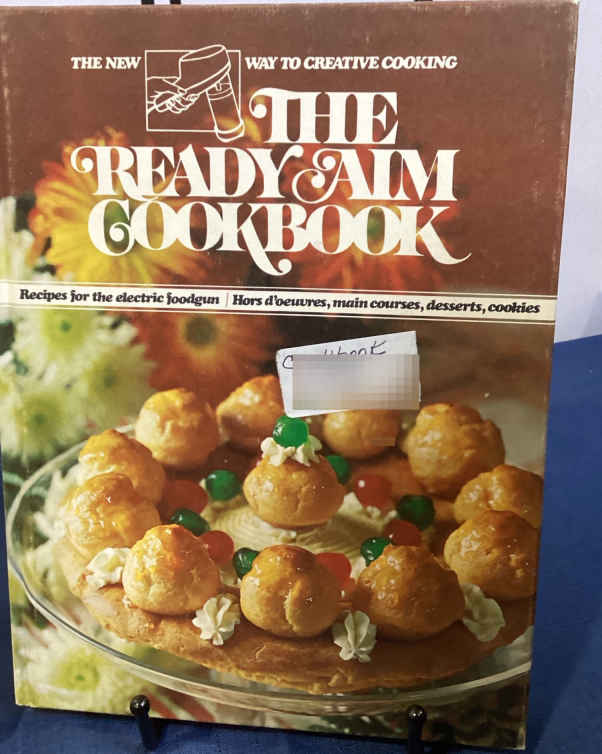 THE NEW WAY TO CREATIVE COOKING
THE
READY AIM
COOKBOOK
Recipes for the electric foodgun | Hors d'oeuvres, main courses, desserts, cookies